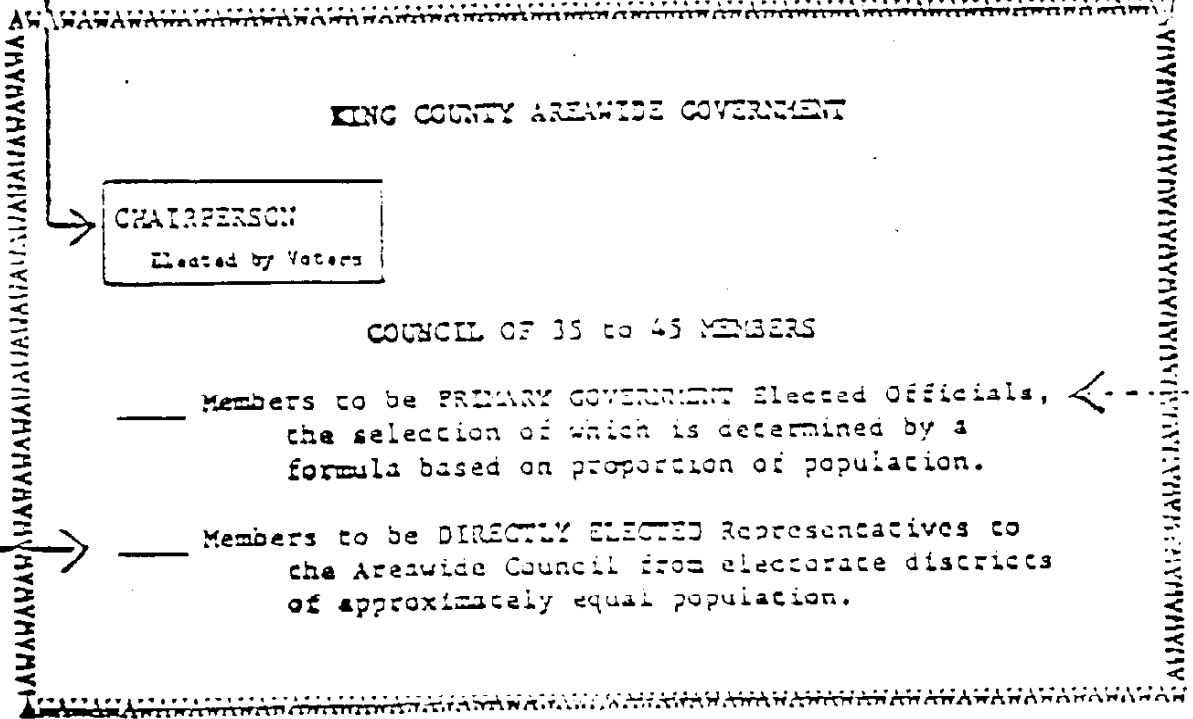 KING COUNTY AREAWIDE GOVERNMENT
CHAIRPERSON
Elected by Voters
COUNCIL OF 35 to 45 MEMBERS
____ Members to be PRIMARY GOVERNMENT Elected Officials,
the selection of which is determined by a
formula based on proportion of population.
____ Members to be DIRECTLY ELECTED Representatives to
the Areawide Council from electorate districts
of approximately equal population.